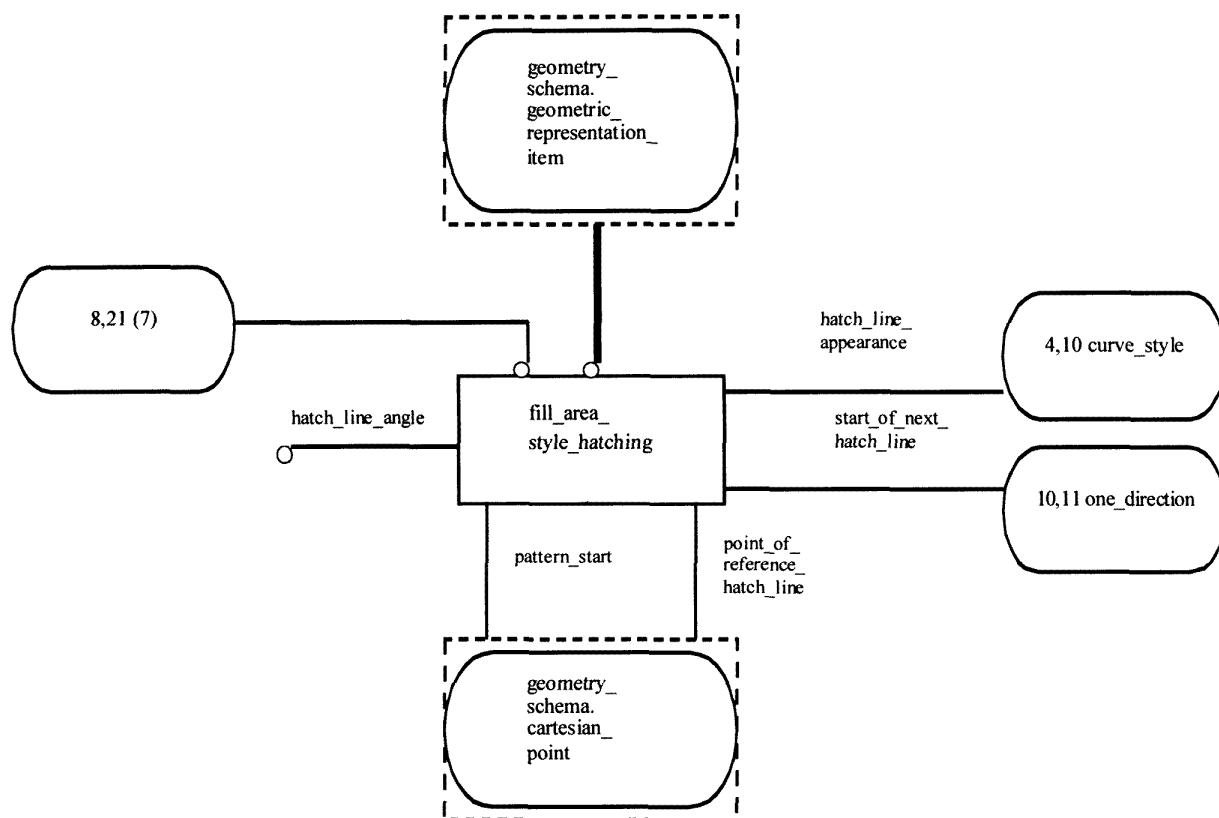 geometry_
schema.
geometric_
representation_
item
8,21 (7)
hatch_line_
appearance
4,10 curve_style
hatch_line_angle
fill_area_
style_hatching
start_of_next_
hatch_line
10,11 one_direction
pattern_start
point_of_
reference_
hatch_line
geometry_
schema.
cartesian_
point